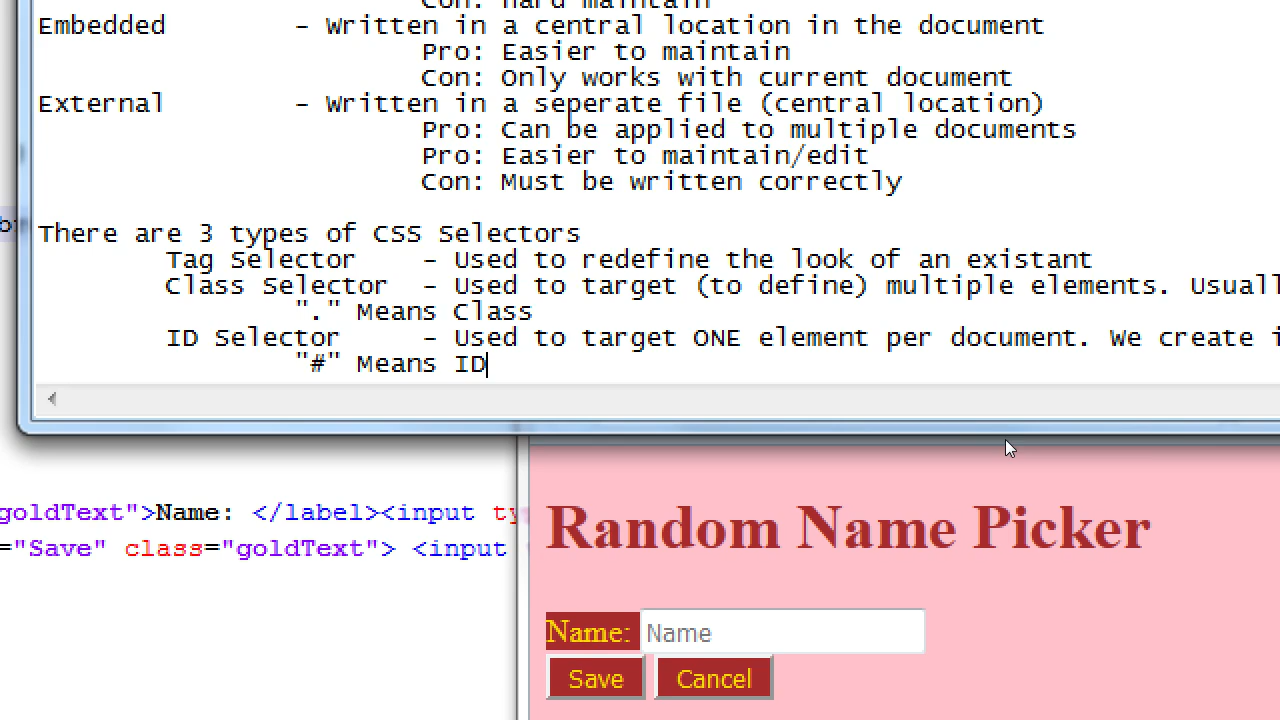 Con: hard maintain
Embedded - Written in a central location in the document
Pro: Easier to maintain
Con: Only works with current document
External - Written in a seperate file (central location)
Pro: Can be applied to multiple documents
Pro: Easier to maintain/edit
Con: Must be written correctly
There are 3 types of CSS Selectors
Tag Selector - Used to redefine the look of an existant
Class Selector - Used to target (to define) multiple elements. Usuall
"." Means Class
ID Selector - Used to target ONE element per document. We create i
"#" Means ID
goldText">Name: </label><input ty
="Save" class="goldText"> <input
Random Name Picker
Name: Name
Save Cancel